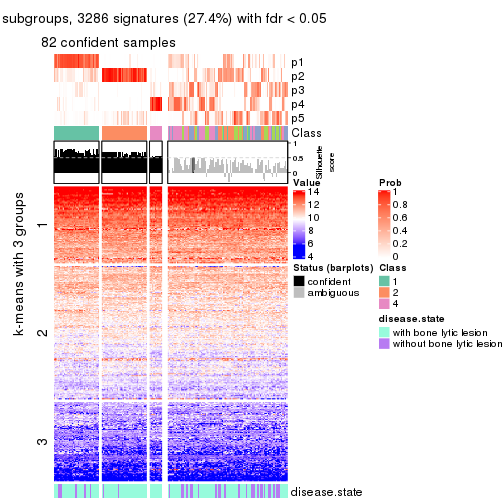 subgroups, 3286 signatures (27.4%) with fdr < 0.05
82 confident samples
p1
p2
p3
p4
p5
Class
1
0.5
0
Silhouette
score
k-means with 3 groups
1
2
3
Value
14
12
10
8
6
4
Prob
1
0.8
0.6
0.4
0.2
0
Status (barplots)
confident
ambiguous
Class
1
2
4
disease.state
with bone lytic lesion
without bone lytic lesion
disease.state